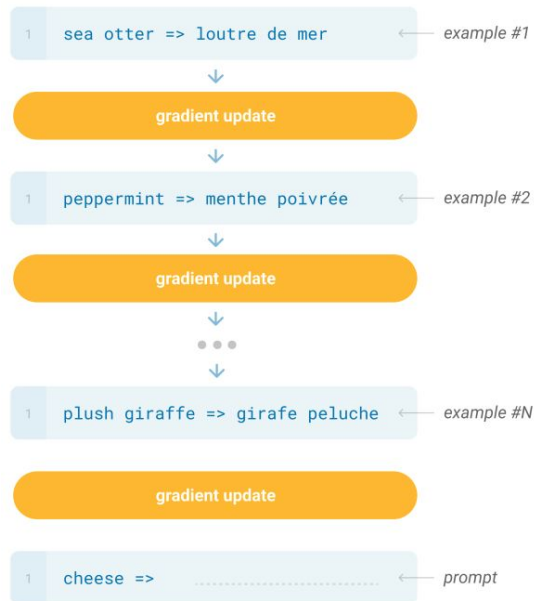 1 sea otter => loutre de mer example #1
gradient update
1 peppermint => menthe poivrée example #2
gradient update
1 plush giraffe => girafe peluche example #N
gradient update
1 cheese => prompt